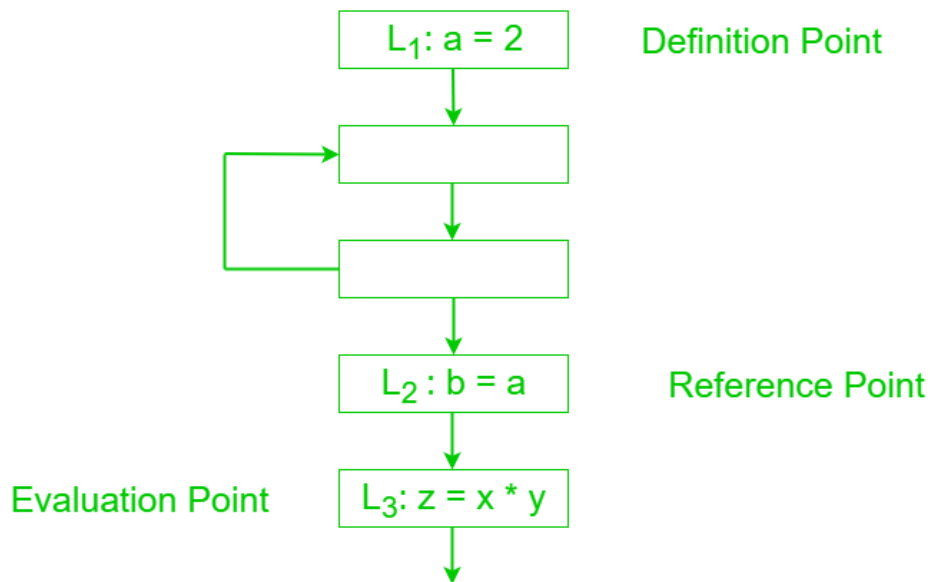 L₁: a = 2 Definition Point
L₂ : b = a Reference Point
Evaluation Point L₃: z = x * y